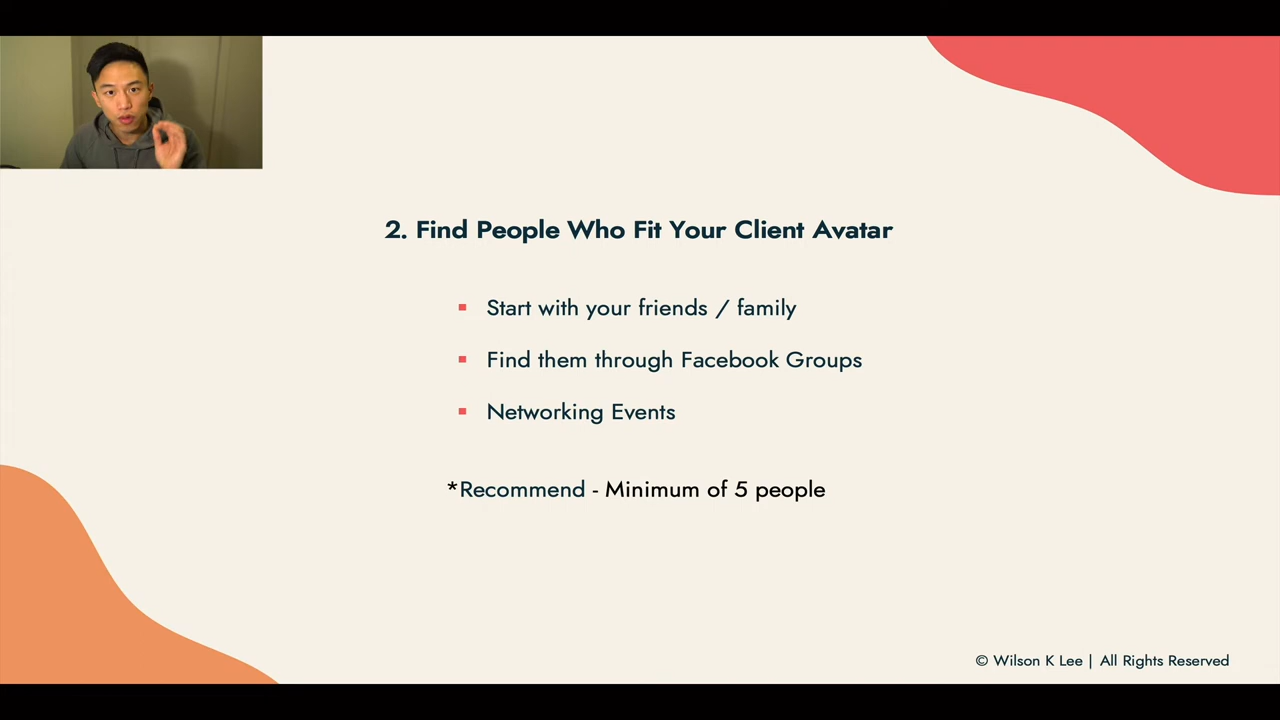 2. Find People Who Fit Your Client Avatar
Start with your friends / family
Find them through Facebook Groups
Networking Events
*Recommend - Minimum of 5 people
© Wilson K Lee | All Rights Reserved